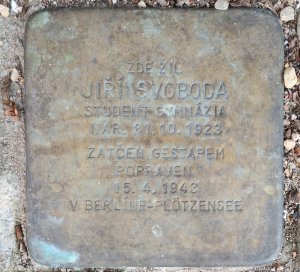 ZDE ŽIL
JIŘÍ SVOBODA
STUDENT GYMNÁZIA
NAR. 31.10.1923
ZATČEN GESTAPEM
POPRAVEN
15.4.1943
V BERLÍNĚ-PLÖTZENSEE